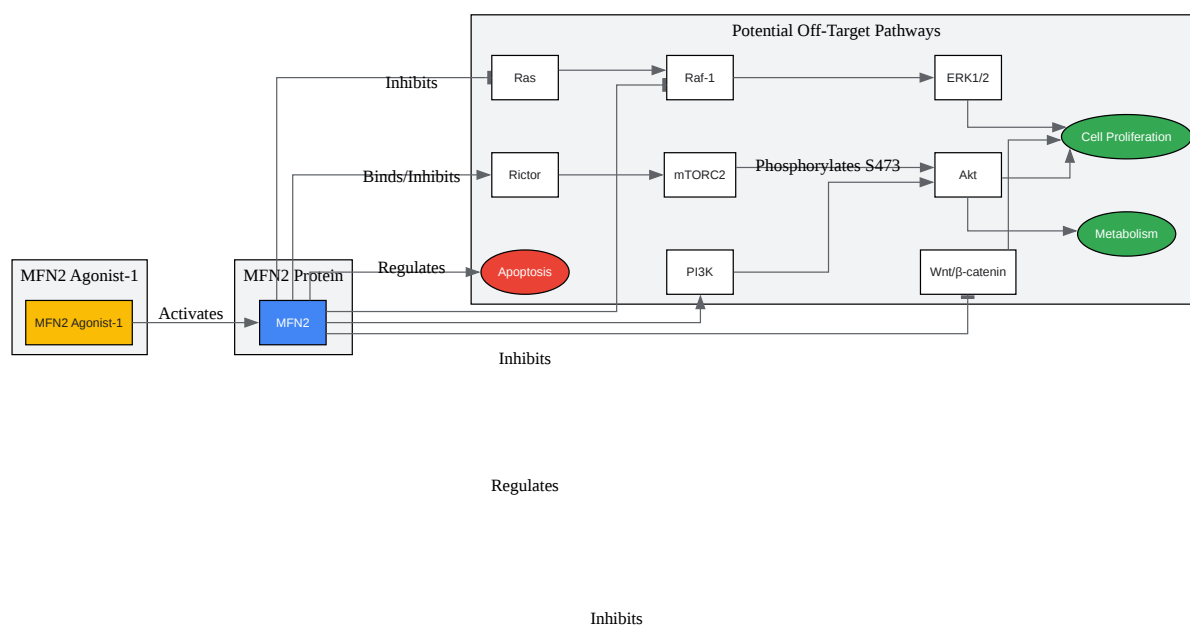 Potential Off-Target Pathways
Inhibits
Ras
Raf-1
ERK1/2
Cell Proliferation
Binds/Inhibits
Rictor
mTORC2
Phosphorylates S473
Akt
Metabolism
MFN2 Agonist-1
MFN2 Protein
Regulates
Apoptosis
PI3K
Wnt/β-catenin
MFN2 Agonist-1
Activates
MFN2
Inhibits
Regulates
Inhibits